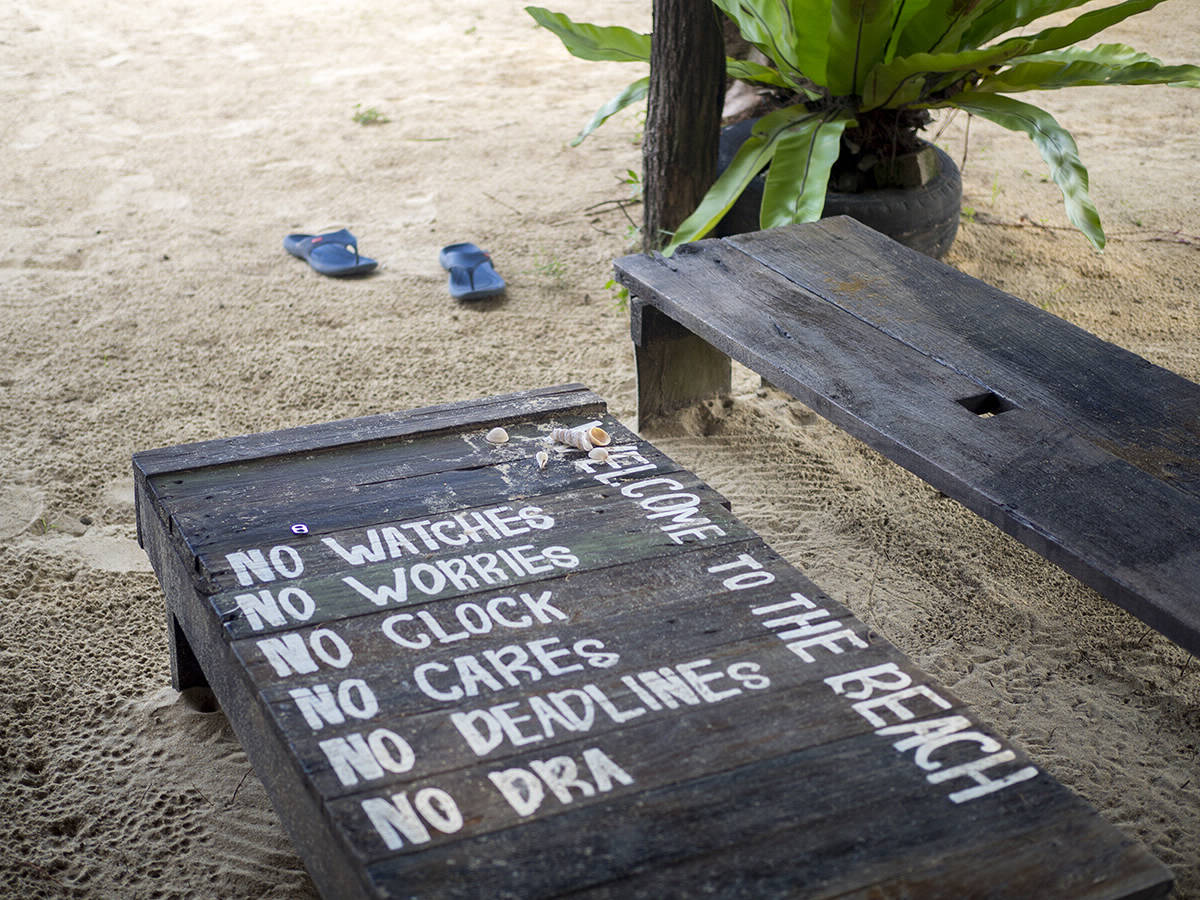 NO WATCHES
NO WORRIES
NO CLOCK
NO CARES
NO DEADLINES
NO DRA
WELCOME TO THE BEACH